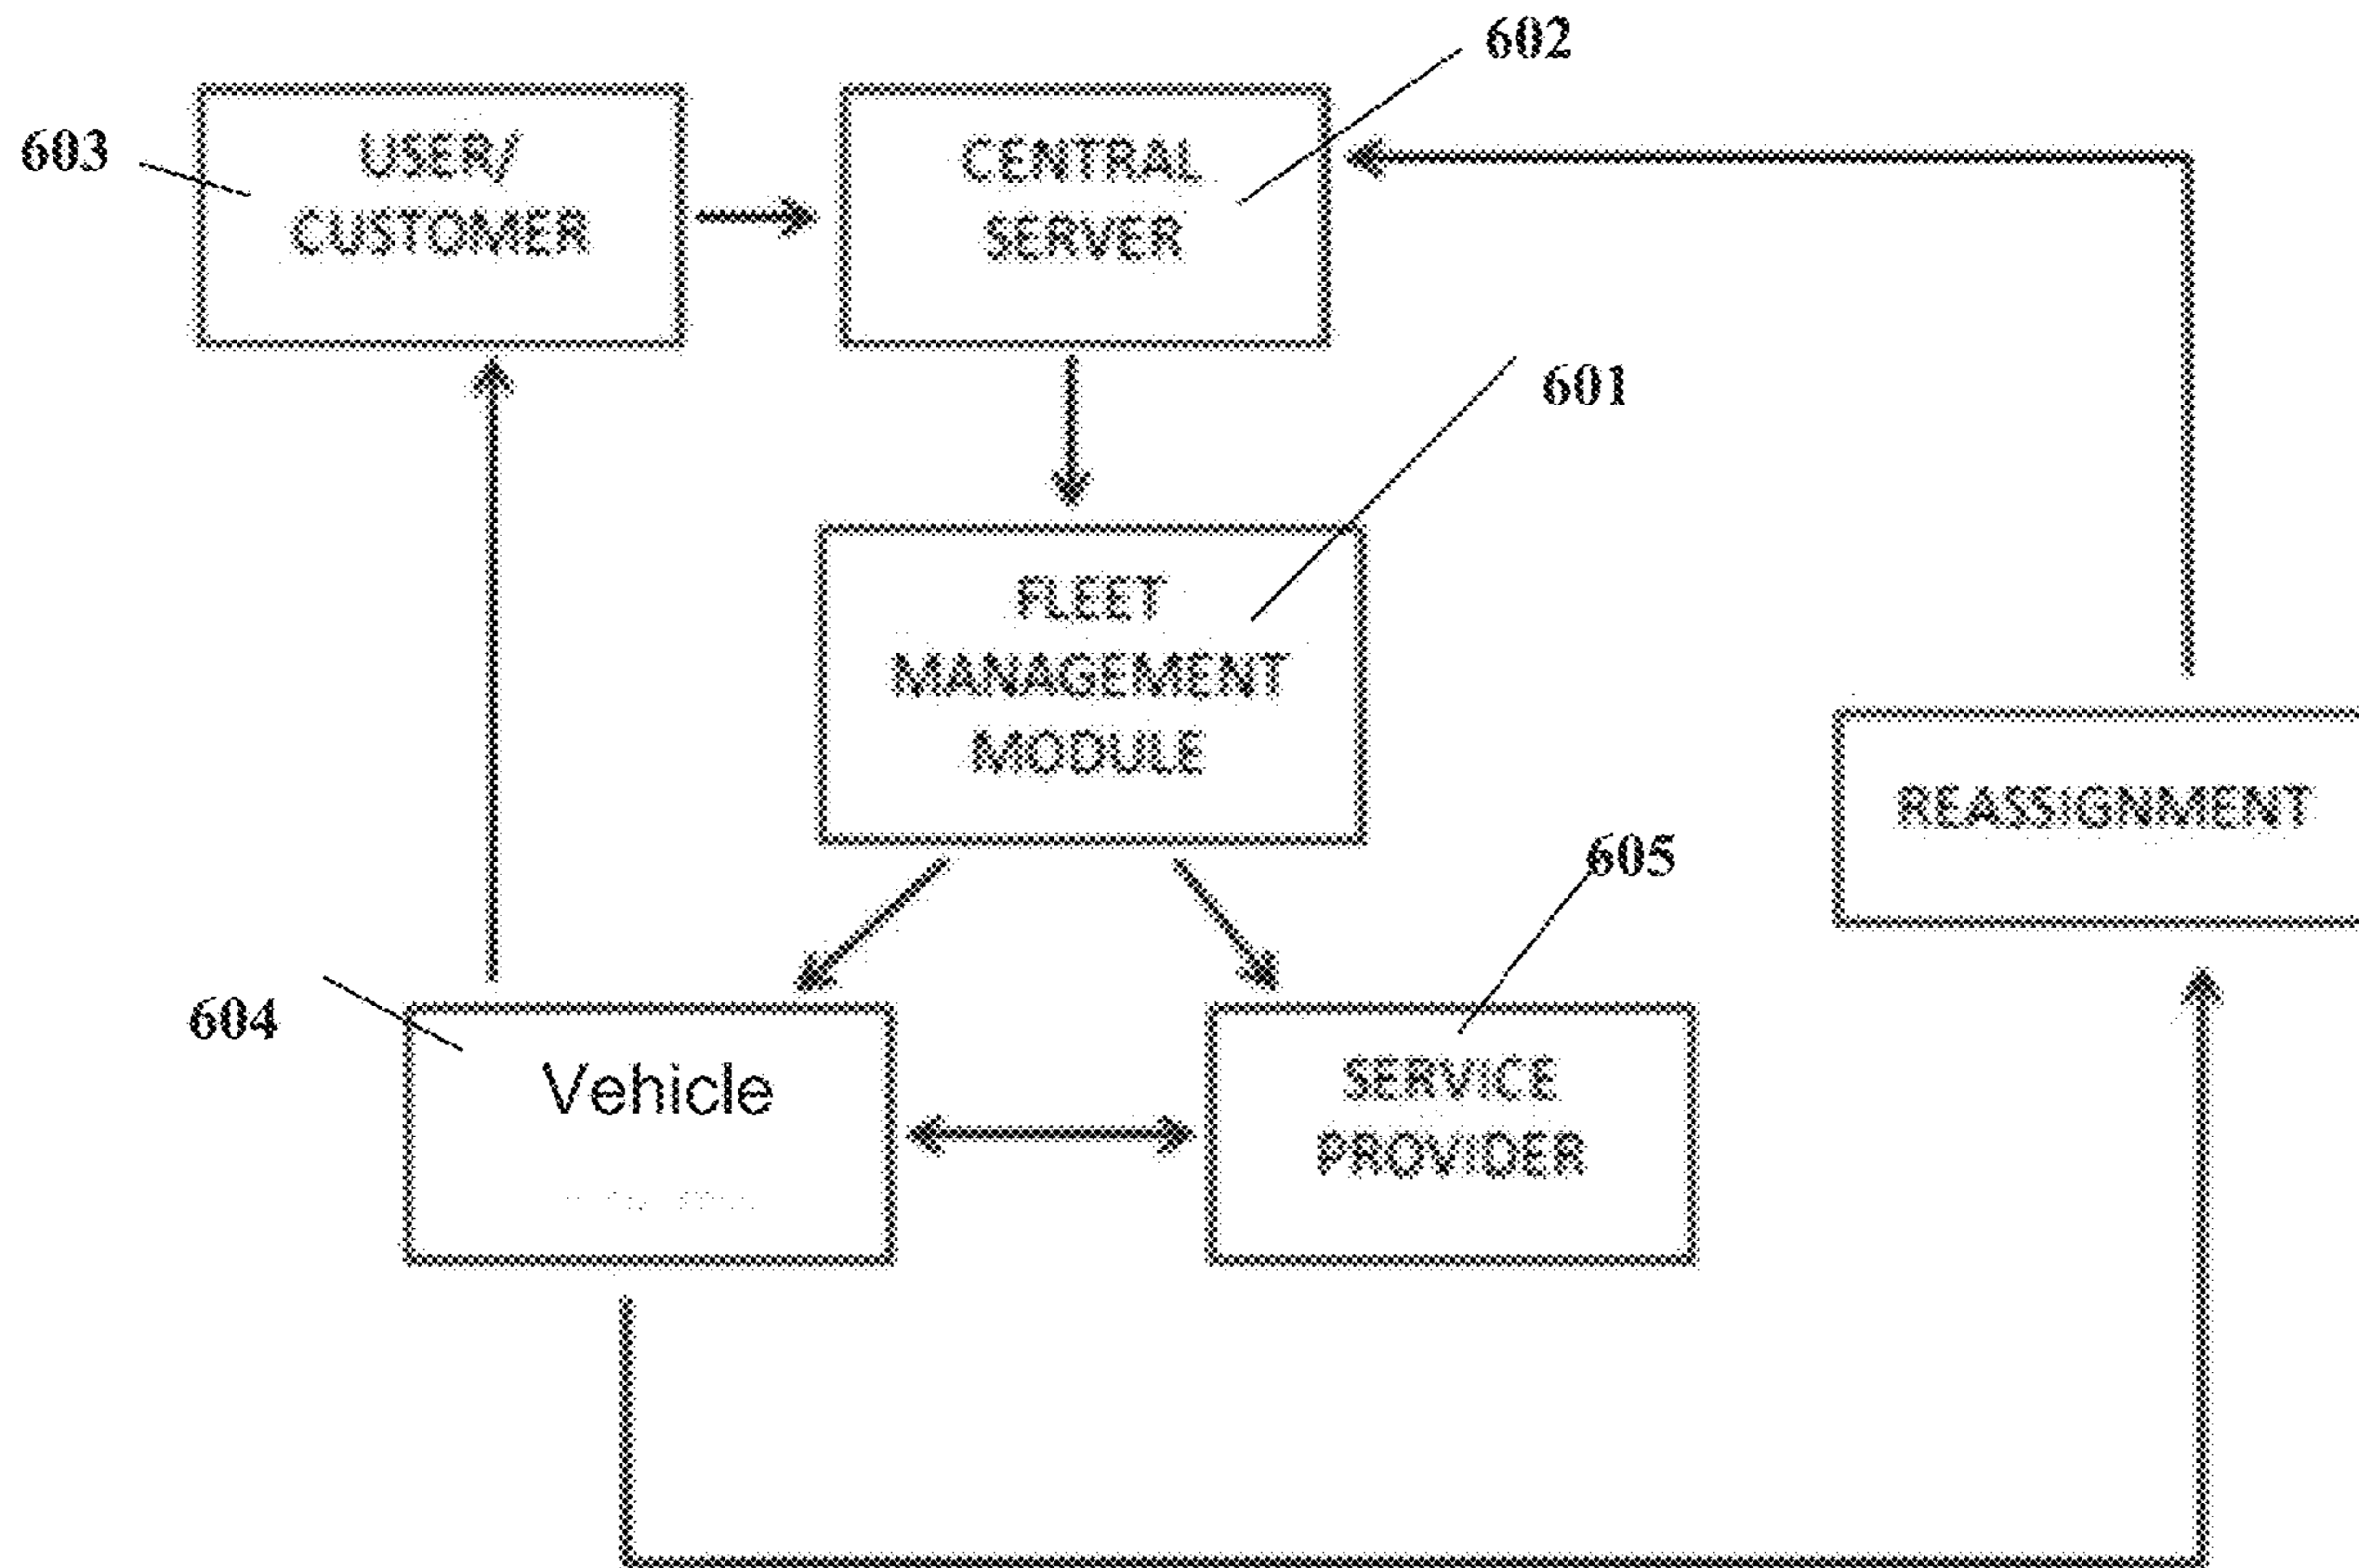 602
603
USER/
CUSTOMER
CENTRAL
SERVER
601
FLEET
MANAGEMENT
MODULE
REASSIGNMENT
605
604
Vehicle
SERVICE
PROVIDER